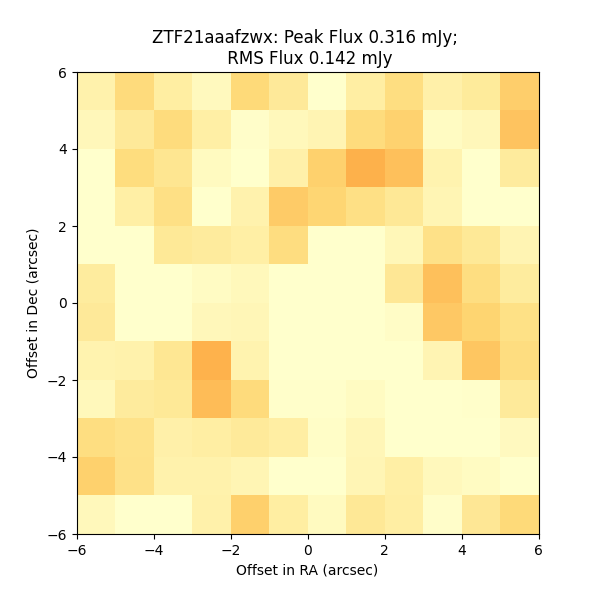 ZTF21aaafzwx: Peak Flux 0.316 mJy;
RMS Flux 0.142 mJy
6
4
2
0
−2
−4
−6
Offset in Dec (arcsec)
−6 −4 −2 0 2 4 6
Offset in RA (arcsec)